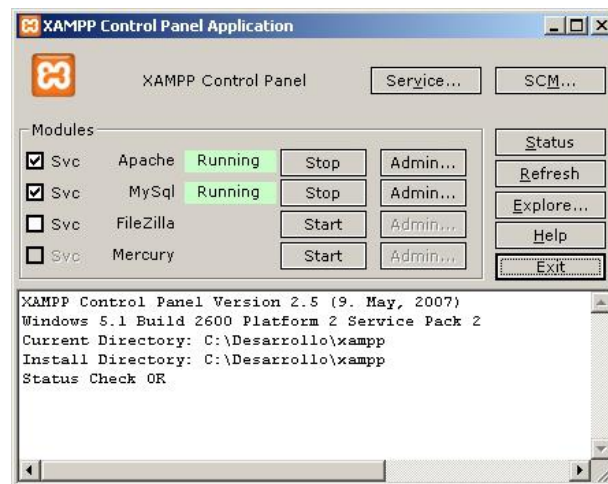 XAMPP Control Panel Application
XAMPP Control Panel Service... SCM...
Modules
Svc Apache Running Stop Admin...
Svc MySql Running Stop Admin...
Svc FileZilla Start Admin...
Svc Mercury Start Admin...
Status
Refresh
Explore...
Help
Exit
XAMPP Control Panel Version 2.5 (9. May, 2007)
Windows 5.1 Build 2600 Platform 2 Service Pack 2
Current Directory: C:\Desarrollo\xampp
Install Directory: C:\Desarrollo\xampp
Status Check OK